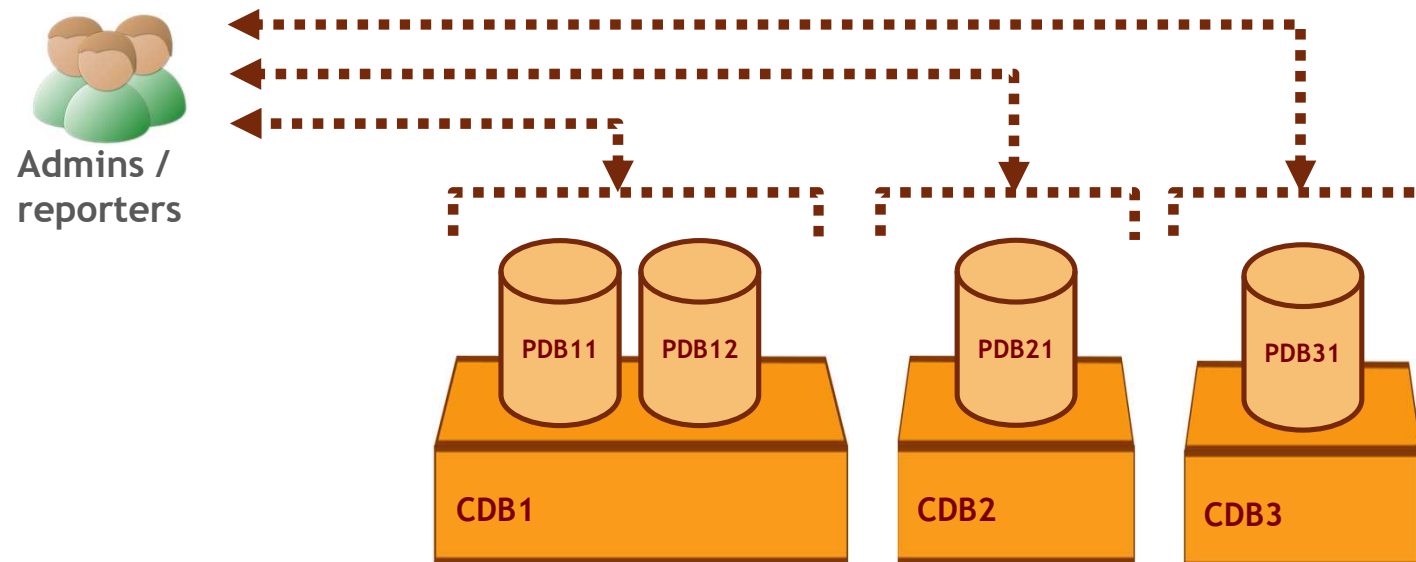 Admins /
reporters
PDB11
PDB12
PDB21
PDB31
CDB1
CDB2
CDB3